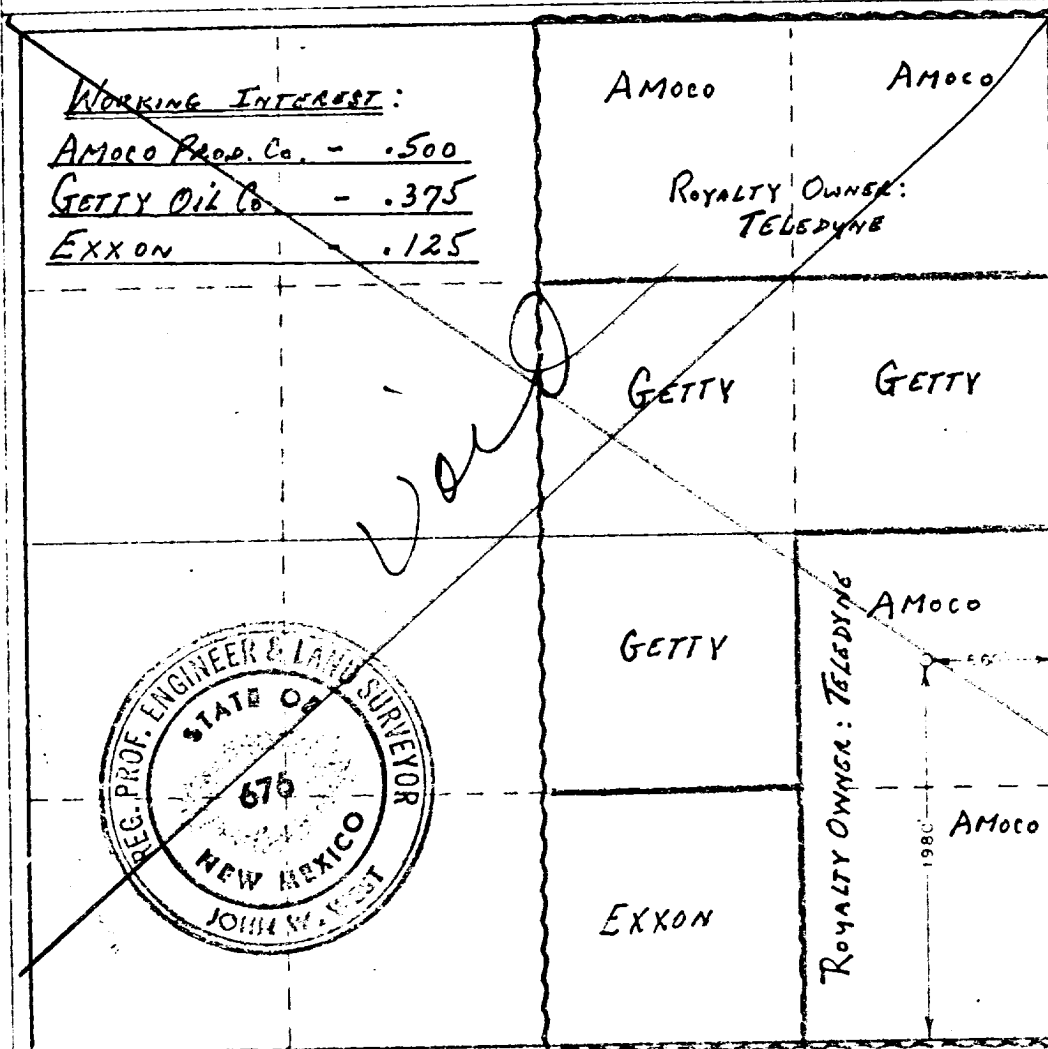 WORKING INTEREST:
AMOCO PROD. CO. - .500
GETTY OIL CO - .375
EXXON - .125
AMOCO
AMOCO
ROYALTY OWNER:
TELEDYNE
Void
GETTY
GETTY
GETTY
AMOCO
ROYALTY OWNER: TELEDYNE
1980
AMOCO
EXXON
REG. PROF. ENGINEER & LAND SURVEYOR
STATE OF
676
NEW MEXICO
JOHN W. WEST